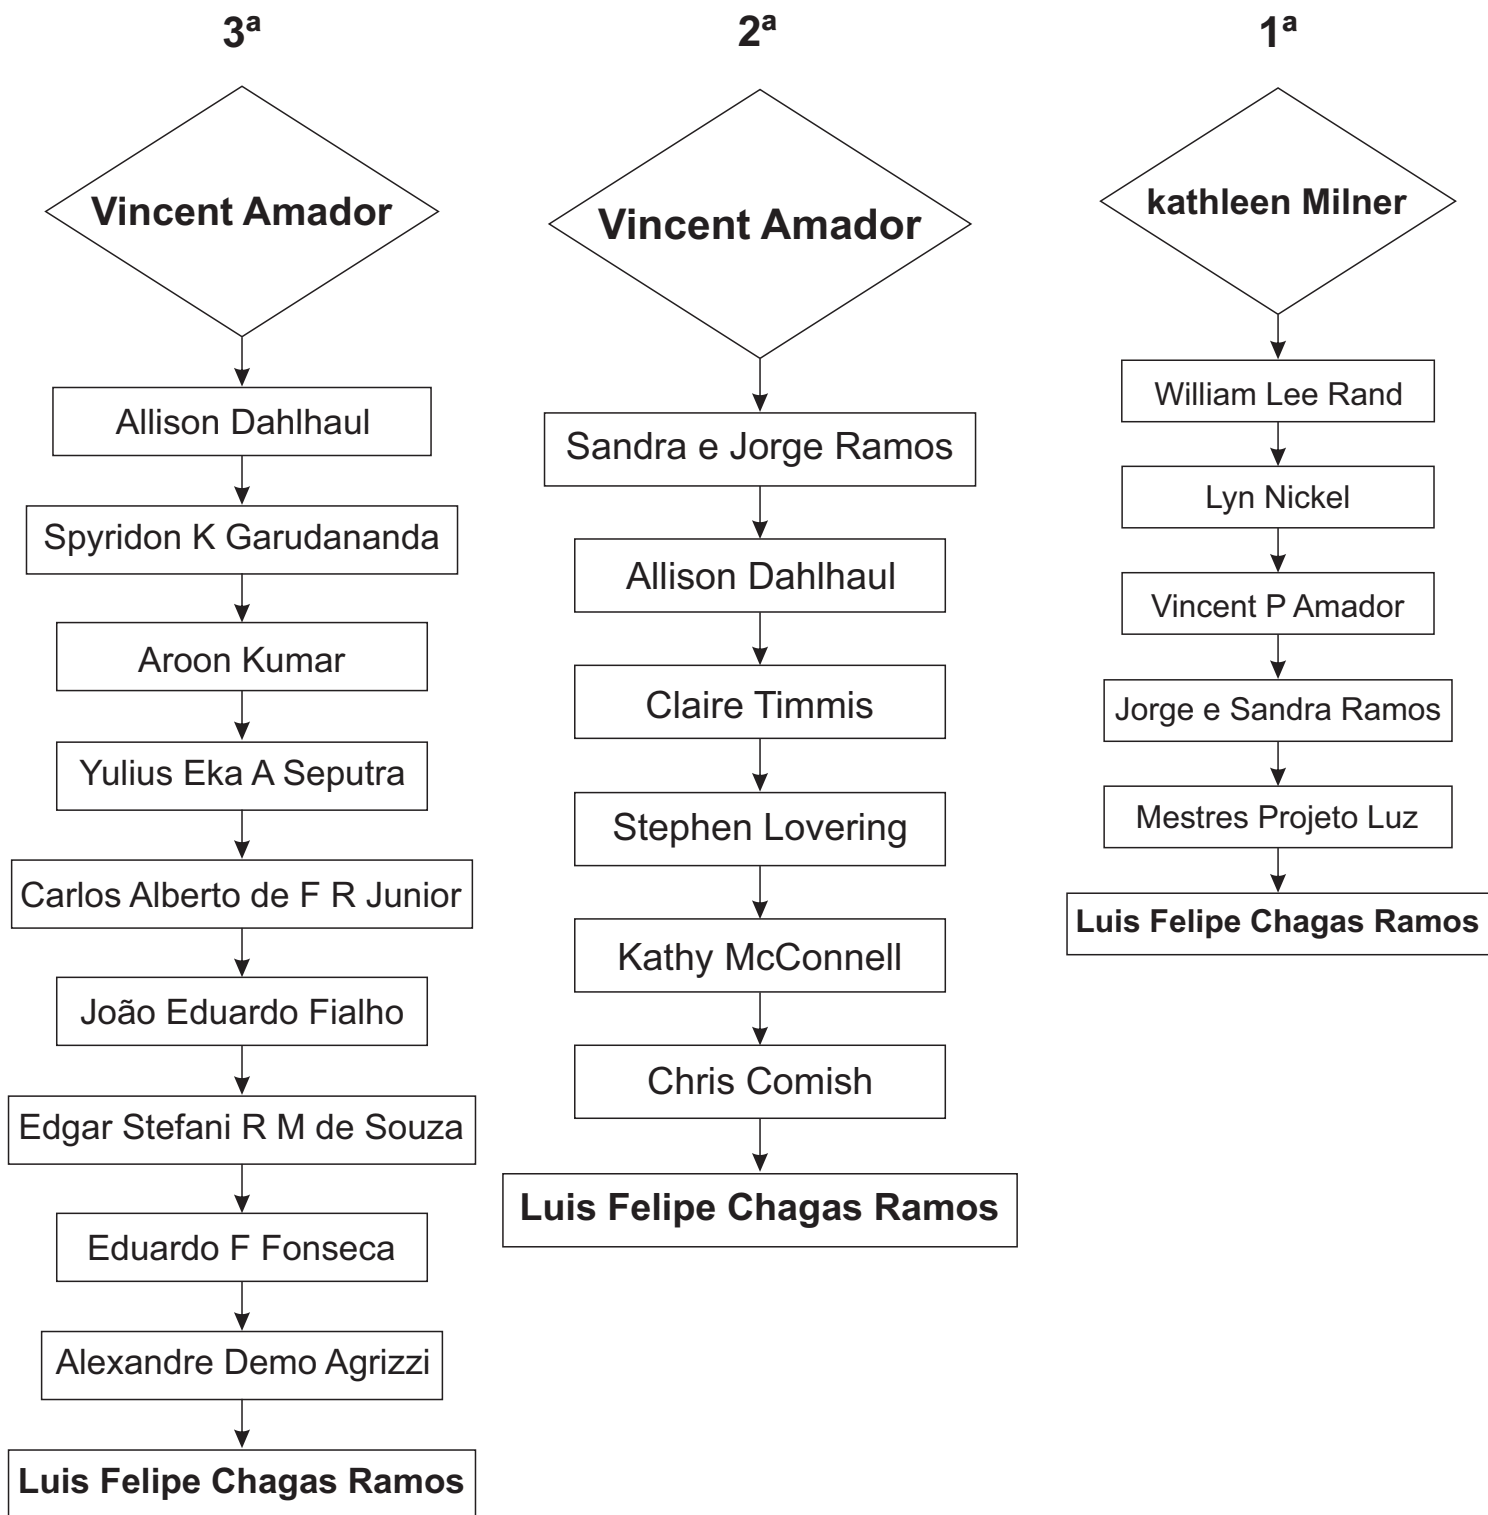 3ª
Vincent Amador
Allison Dahlhaul
Spyridon K Garudananda
Aroon Kumar
Yulius Eka A Seputra
Carlos Alberto de F R Junior
João Eduardo Fialho
Edgar Stefani R M de Souza
Eduardo F Fonseca
Alexandre Demo Agrizzi
Luis Felipe Chagas Ramos
2ª
Vincent Amador
Sandra e Jorge Ramos
Allison Dahlhaul
Claire Timmis
Stephen Lovering
Kathy McConnell
Chris Comish
Luis Felipe Chagas Ramos
1ª
kathleen Milner
William Lee Rand
Lyn Nickel
Vincent P Amador
Jorge e Sandra Ramos
Mestres Projeto Luz
Luis Felipe Chagas Ramos